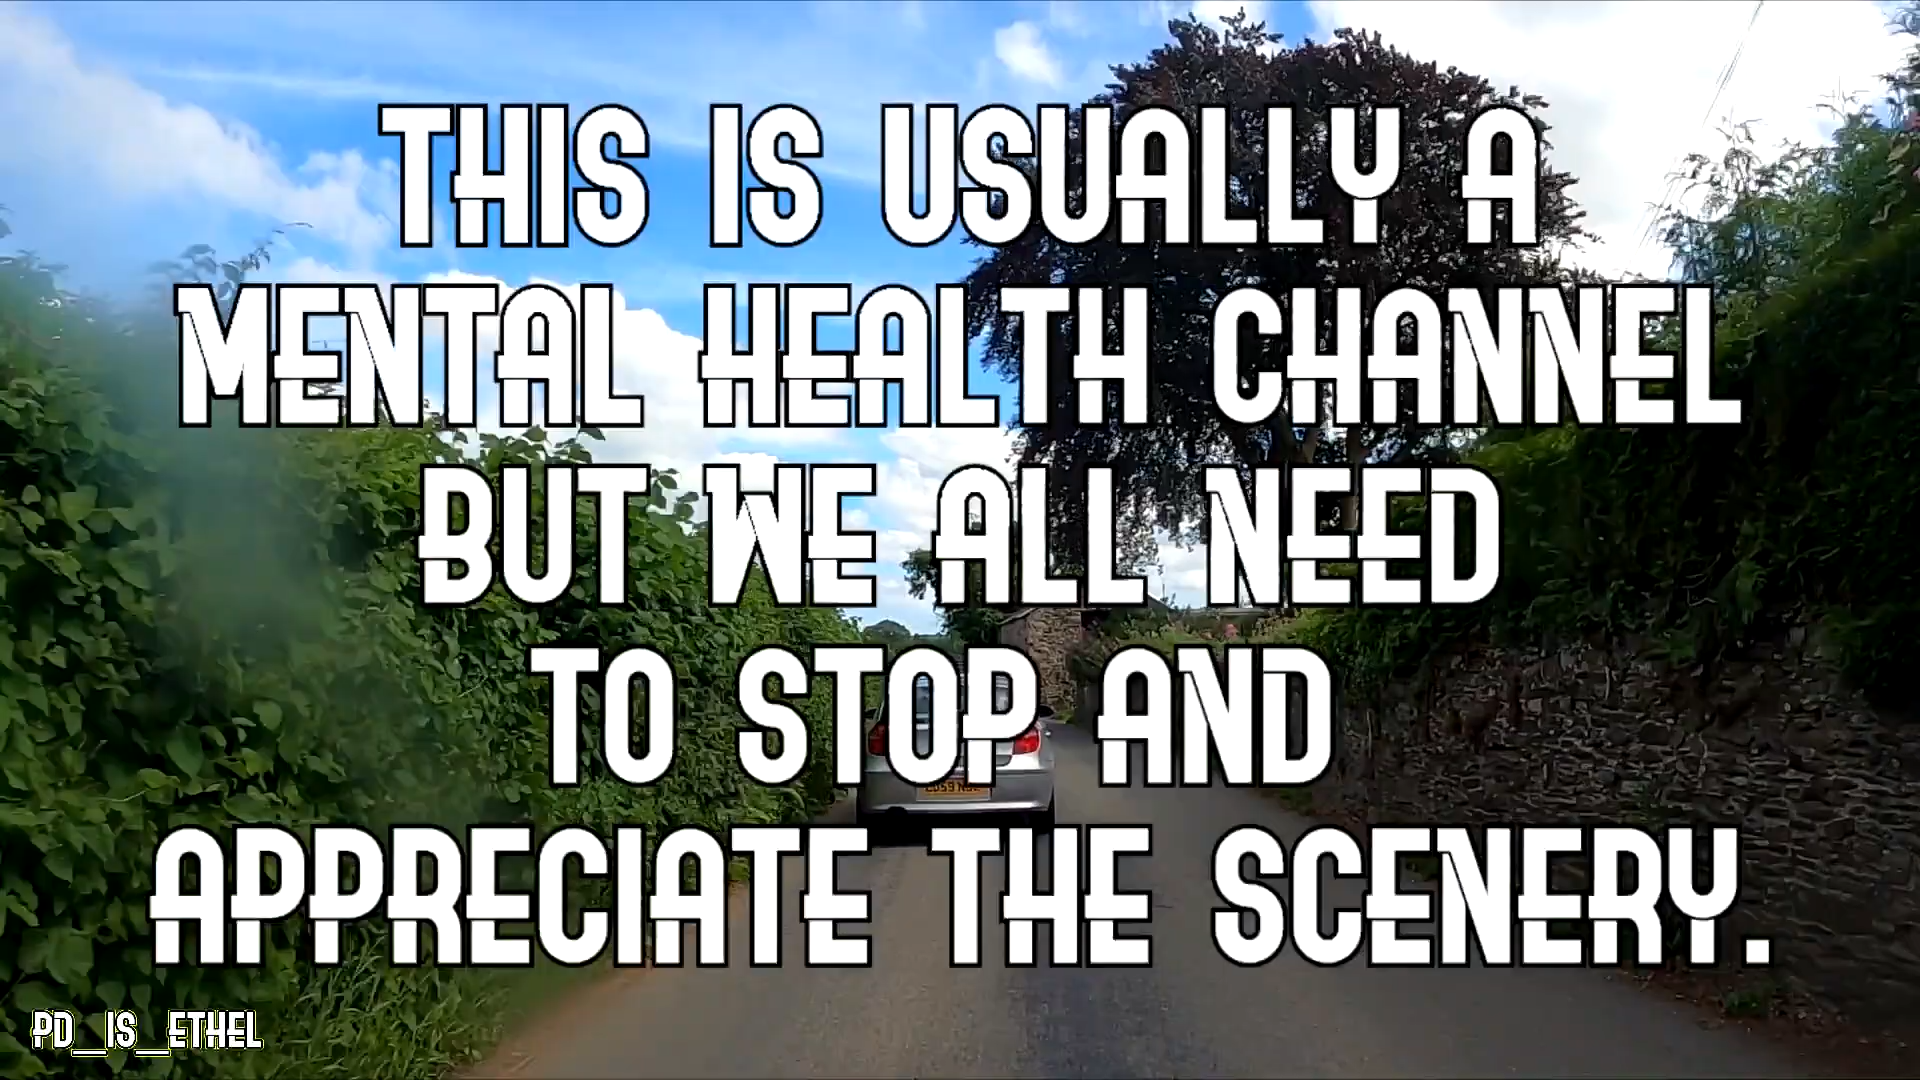 THIS IS USUALLY A
MENTAL HEALTH CHANNEL
BUT WE ALL NEED
TO STOP AND
APPRECIATE THE SCENERY.
PD_IS_ETHEL